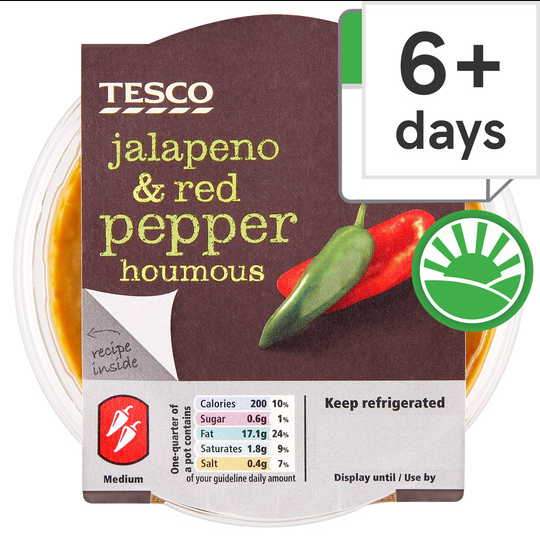 6+
days
TESCO
jalapeno
& red
pepper
houmous
recipe
inside
Medium
One-quarter of
a pot contains
Calories 200 10%
Sugar 0.6g 1%
Fat 17.1g 24%
Saturates 1.8g 9%
Salt 0.4g 7%
of your guideline daily amount
Keep refrigerated
Display until / Use by